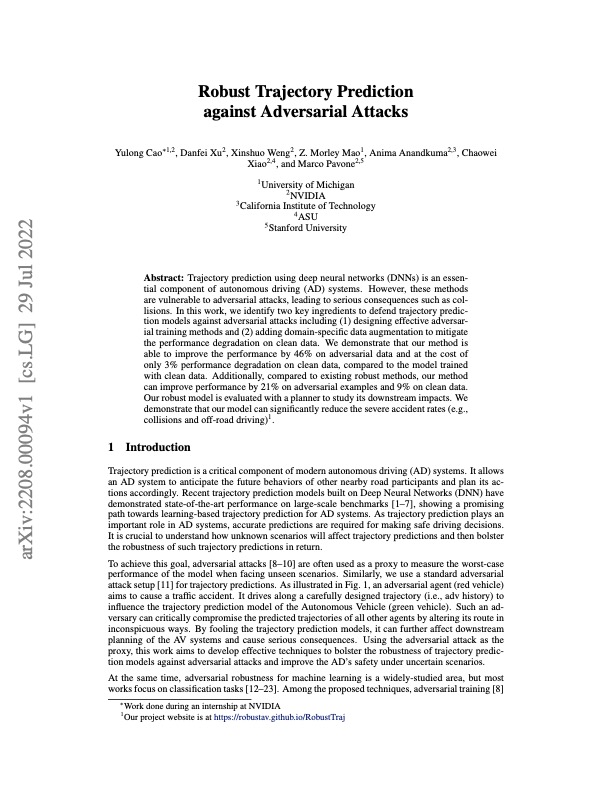 Robust Trajectory Prediction
against Adversarial Attacks
Yulong Cao*1,2, Danfei Xu2, Xinshuo Weng2, Z. Morley Mao1, Anima Anandkuma2,3, Chaowei
Xiao2,4, and Marco Pavone2,5
1University of Michigan
2NVIDIA
3California Institute of Technology
4ASU
5Stanford University
arXiv:2208.00094v1 [cs.LG] 29 Jul 2022
Abstract: Trajectory prediction using deep neural networks (DNNs) is an essen-
tial component of autonomous driving (AD) systems. However, these methods
are vulnerable to adversarial attacks, leading to serious consequences such as col-
lisions. In this work, we identify two key ingredients to defend trajectory predic-
tion models against adversarial attacks including (1) designing effective adversar-
ial training methods and (2) adding domain-specific data augmentation to mitigate
the performance degradation on clean data. We demonstrate that our method is
able to improve the performance by 46% on adversarial data and at the cost of
only 3% performance degradation on clean data, compared to the model trained
with clean data. Additionally, compared to existing robust methods, our method
can improve performance by 21% on adversarial examples and 9% on clean data.
Our robust model is evaluated with a planner to study its downstream impacts. We
demonstrate that our model can significantly reduce the severe accident rates (e.g.,
collisions and off-road driving)1.
1 Introduction
Trajectory prediction is a critical component of modern autonomous driving (AD) systems. It allows
an AD system to anticipate the future behaviors of other nearby road participants and plan its ac-
tions accordingly. Recent trajectory prediction models built on Deep Neural Networks (DNN) have
demonstrated state-of-the-art performance on large-scale benchmarks [1–7], showing a promising
path towards learning-based trajectory prediction for AD systems. As trajectory prediction plays an
important role in AD systems, accurate predictions are required for making safe driving decisions.
It is crucial to understand how unknown scenarios will affect trajectory predictions and then bolster
the robustness of such trajectory predictions in return.
To achieve this goal, adversarial attacks [8–10] are often used as a proxy to measure the worst-case
performance of the model when facing unseen scenarios. Similarly, we use a standard adversarial
attack setup [11] for trajectory predictions. As illustrated in Fig. 1, an adversarial agent (red vehicle)
aims to cause a traffic accident. It drives along a carefully designed trajectory (i.e., adv history) to
influence the trajectory prediction model of the Autonomous Vehicle (green vehicle). Such an ad-
versary can critically compromise the predicted trajectories of all other agents by altering its route in
inconspicuous ways. By fooling the trajectory prediction models, it can further affect downstream
planning of the AV systems and cause serious consequences. Using the adversarial attack as the
proxy, this work aims to develop effective techniques to bolster the robustness of trajectory predic-
tion models against adversarial attacks and improve the AD's safety under uncertain scenarios.
At the same time, adversarial robustness for machine learning is a widely-studied area, but most
works focus on classification tasks [12–23]. Among the proposed techniques, adversarial training [8]
*Work done during an internship at NVIDIA
1Our project website is at https://robustav.github.io/RobustTraj